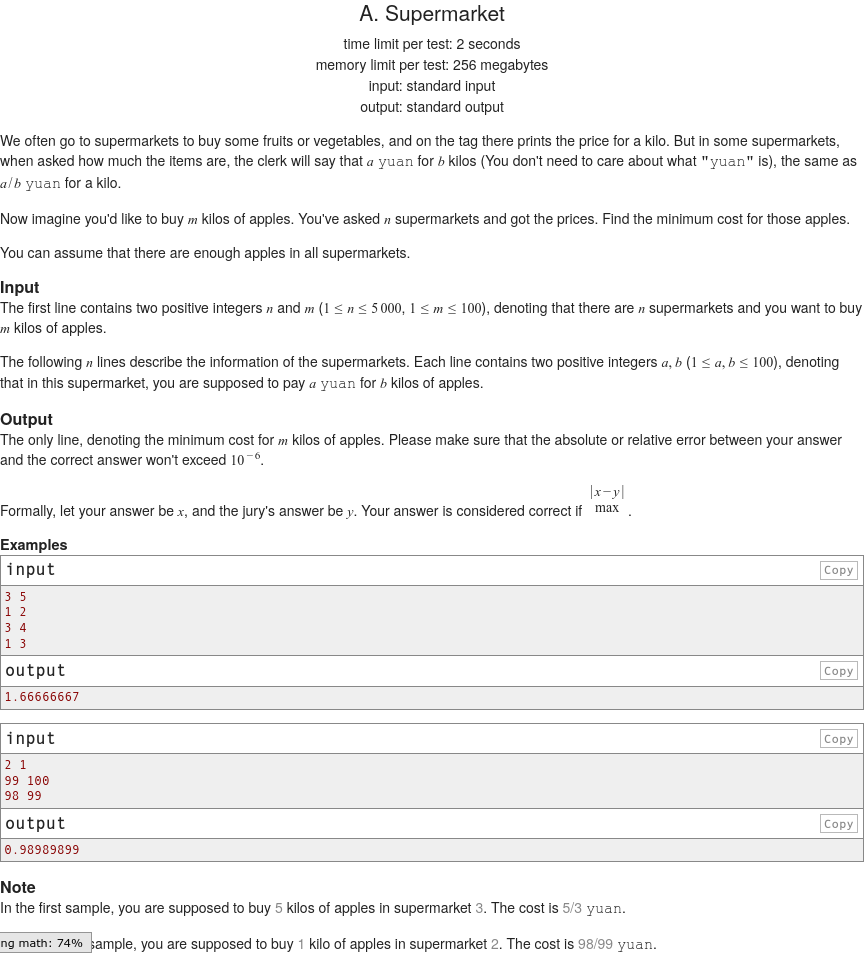 A. Supermarket
time limit per test: 2 seconds
memory limit per test: 256 megabytes
input: standard input
output: standard output
We often go to supermarkets to buy some fruits or vegetables, and on the tag there prints the price for a kilo. But in some supermarkets,
when asked how much the items are, the clerk will say that a yuan for b kilos (You don't need to care about what "yuan" is), the same as
a/b yuan for a kilo.
Now imagine you'd like to buy m kilos of apples. You've asked n supermarkets and got the prices. Find the minimum cost for those apples.
You can assume that there are enough apples in all supermarkets.
Input
The first line contains two positive integers n and m (1 ≤ n ≤ 5 000, 1 ≤ m ≤ 100), denoting that there are n supermarkets and you want to buy
m kilos of apples.
The following n lines describe the information of the supermarkets. Each line contains two positive integers a, b (1 ≤ a, b ≤ 100), denoting
that in this supermarket, you are supposed to pay a yuan for b kilos of apples.
Output
The only line, denoting the minimum cost for m kilos of apples. Please make sure that the absolute or relative error between your answer
and the correct answer won't exceed 10^−6.
Formally, let your answer be x, and the jury's answer be y. Your answer is considered correct if |x−y| max .
Examples
input Copy
3 5
1 2
3 4
1 3
output Copy
1.66666667
input Copy
2 1
99 100
98 99
output Copy
0.98989899
Note
In the first sample, you are supposed to buy 5 kilos of apples in supermarket 3. The cost is 5/3 yuan.
ng math: 74% sample, you are supposed to buy 1 kilo of apples in supermarket 2. The cost is 98/99 yuan.